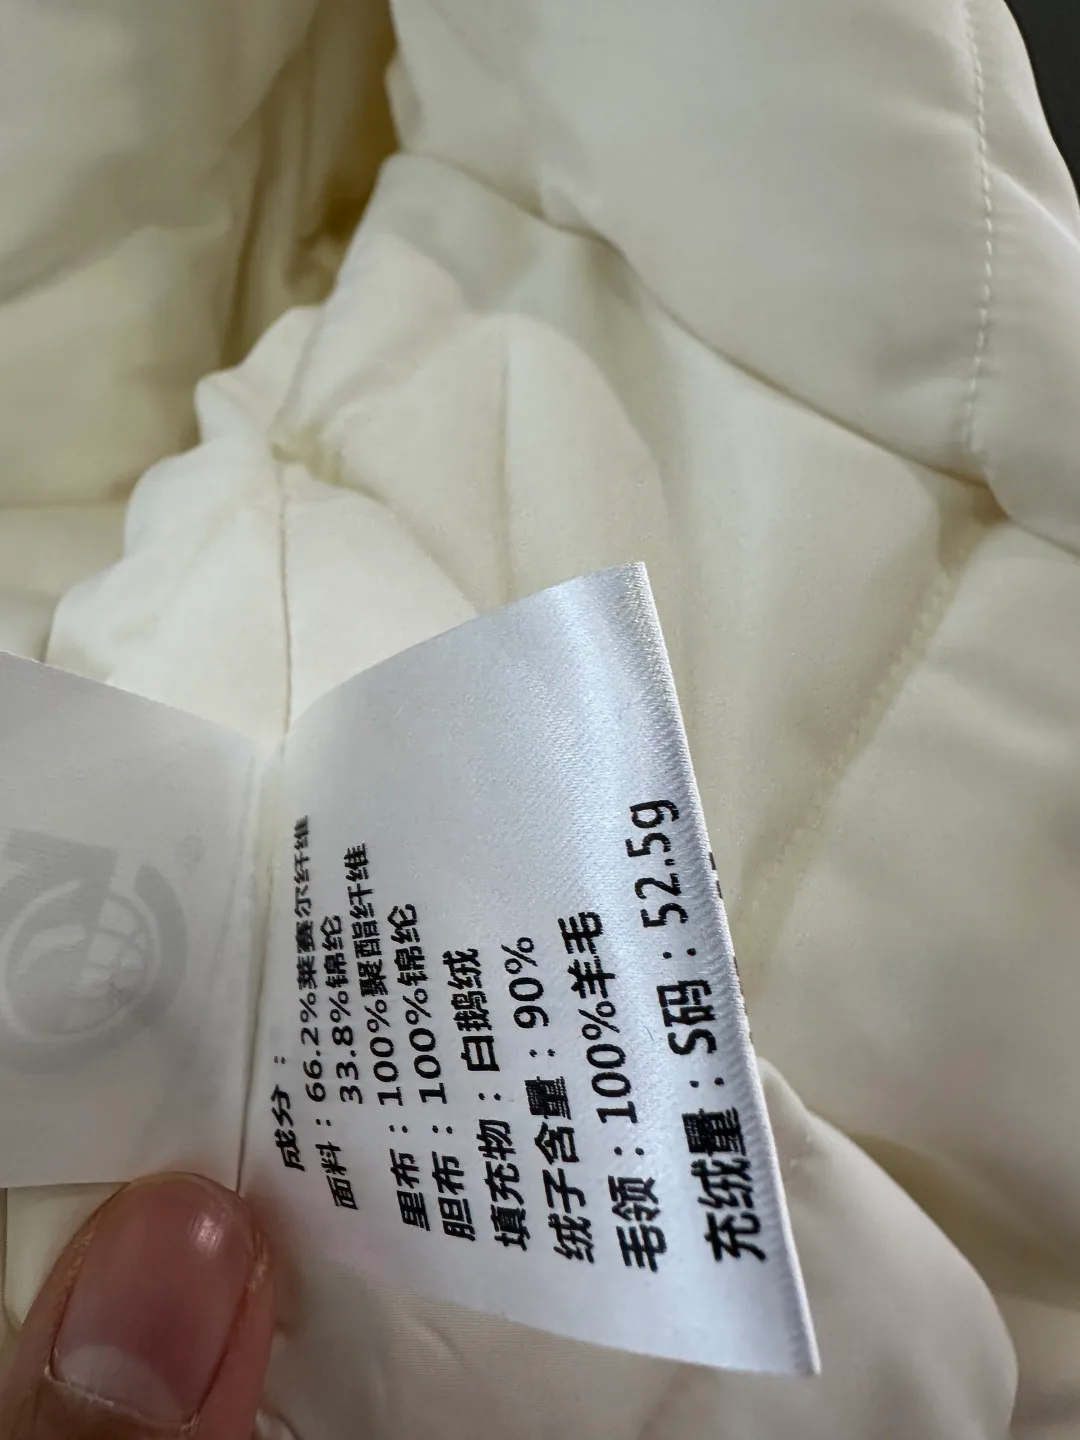 成分：
面料：66.2%莱赛尔纤维
33.8%锦纶
里布：100%聚酯纤维
胆布：100%锦纶
填充物：白鹅绒
绒子含量：90%
毛领：100%羊毛
充绒量：S码：52.5g